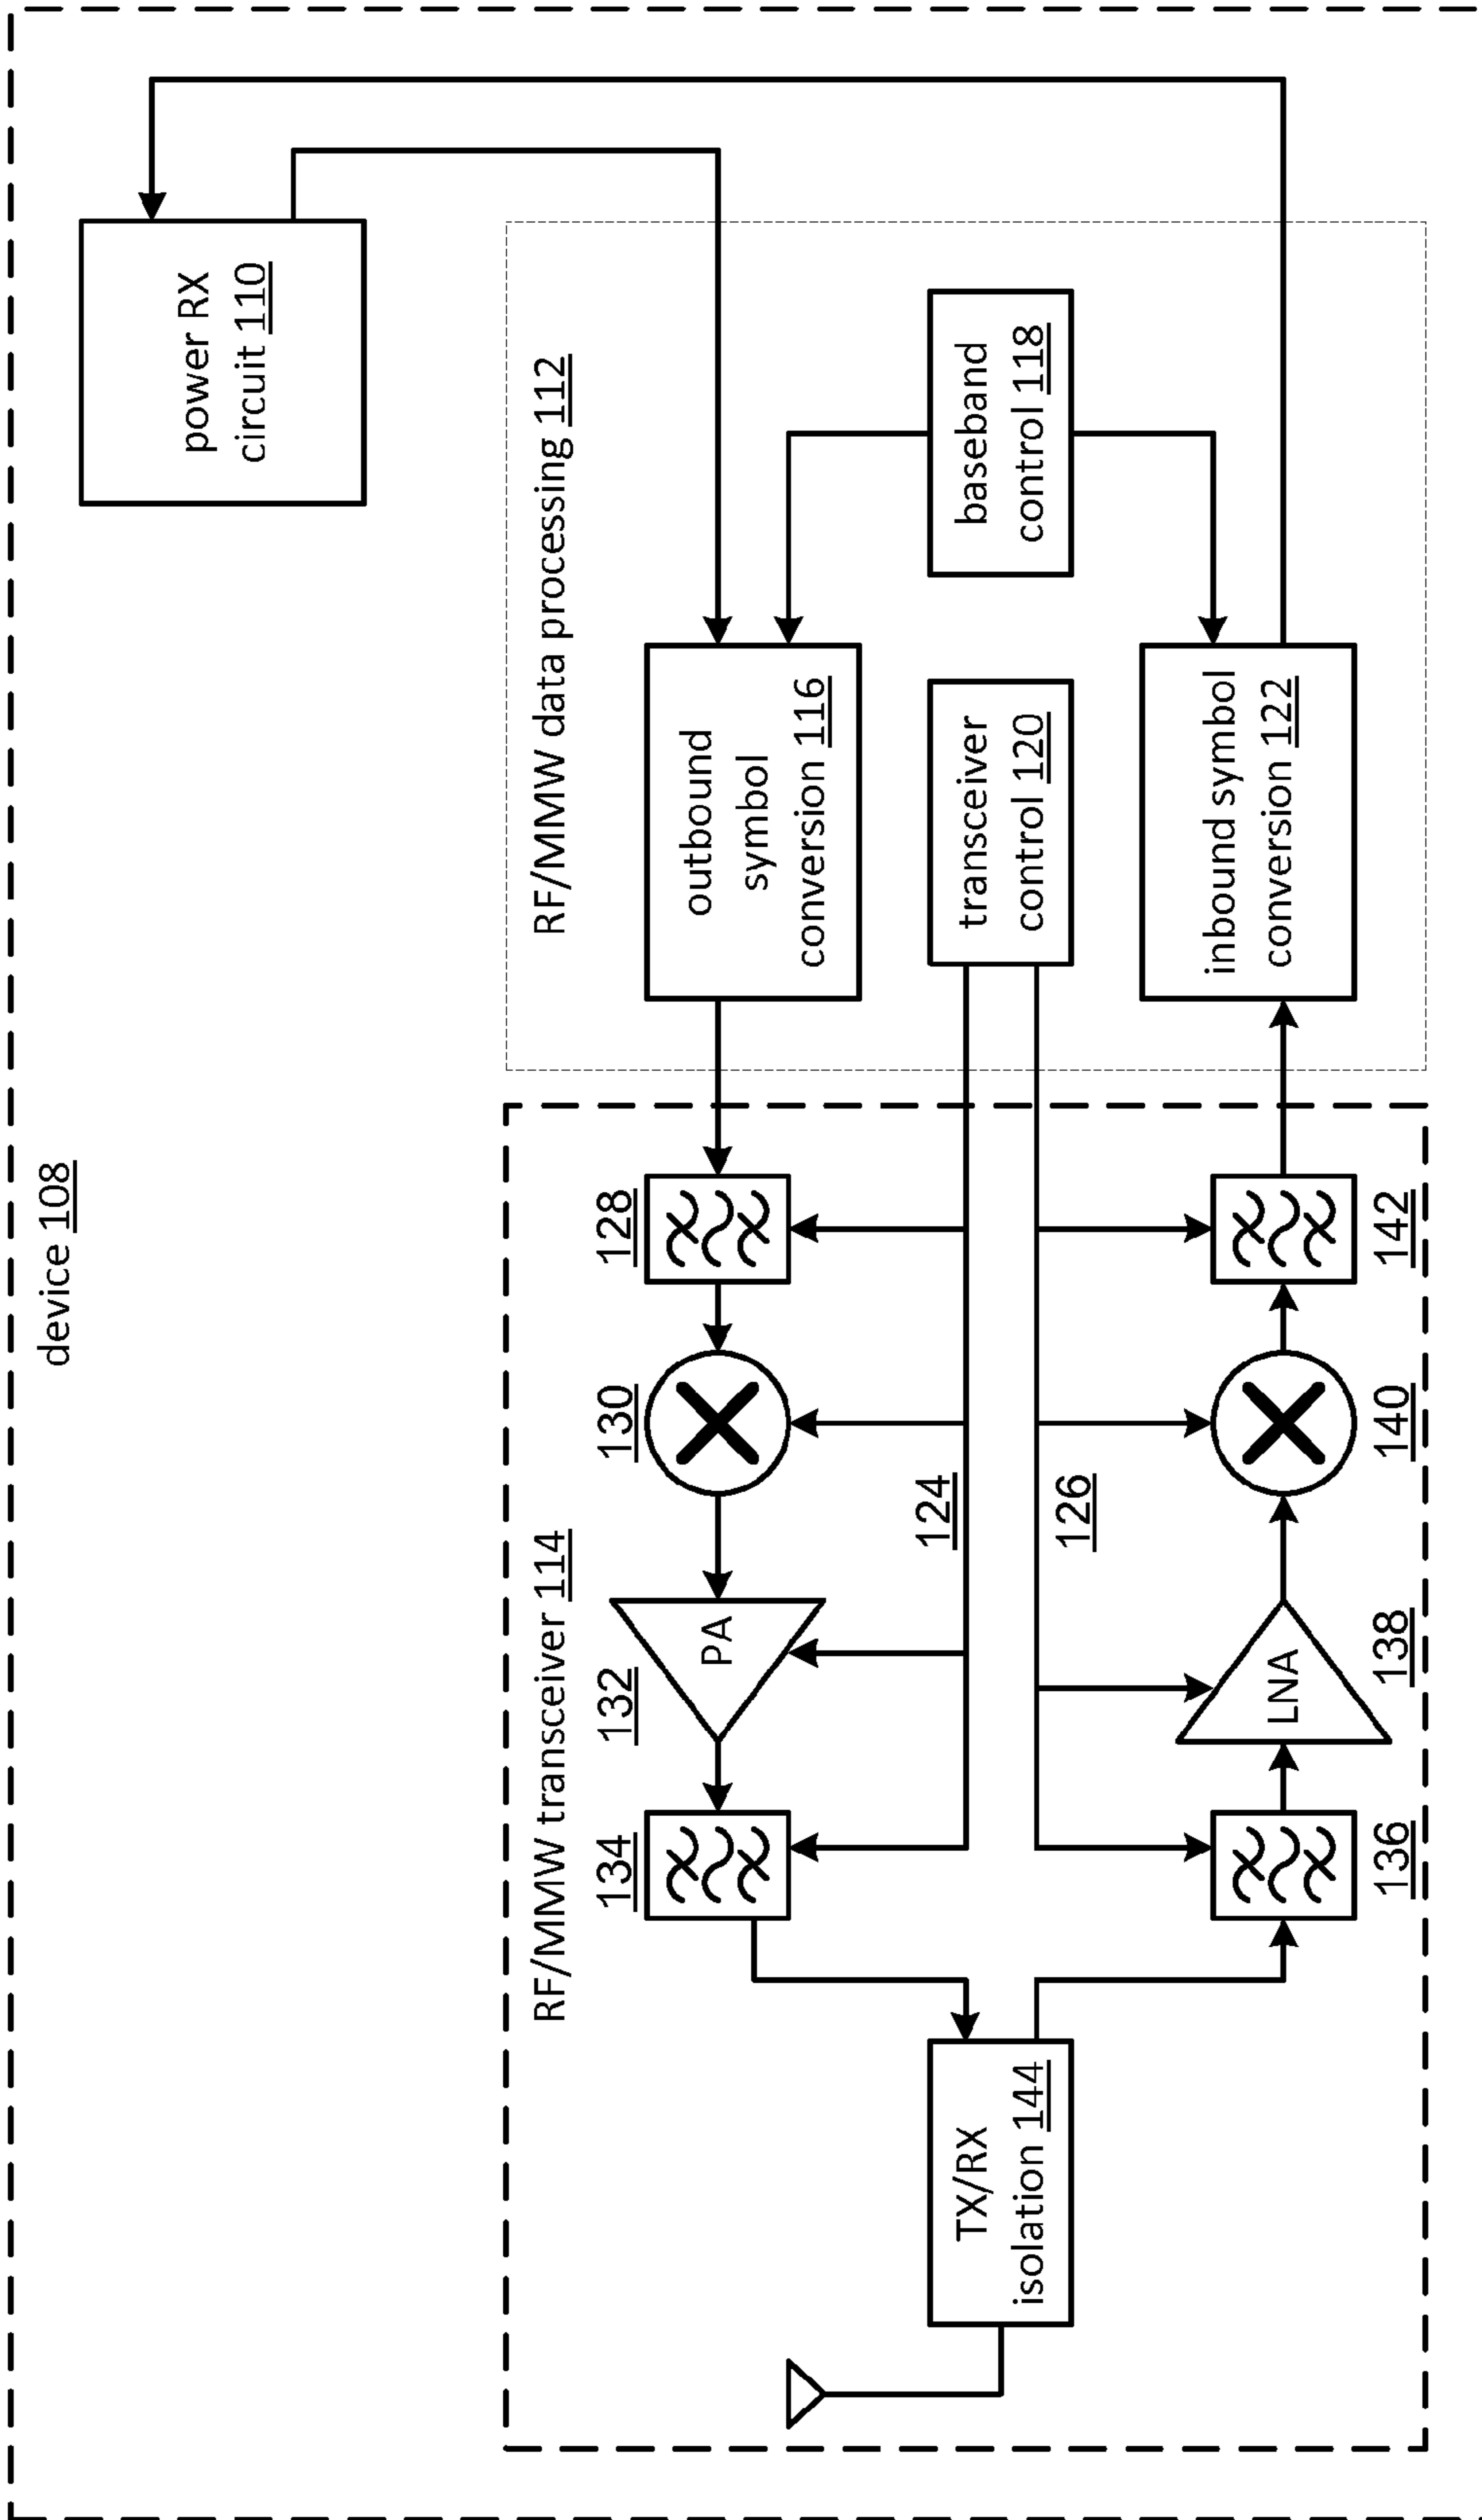 device 108
power RX
circuit 110
RF/MMW transceiver 114
RF/MMW data processing 112
134
132
130
128
PA
outbound
symbol
conversion 116
124
126
TX/RX
isolation 144
transceiver
control 120
baseband
control 118
LNA
inbound symbol
conversion 122
136
138
140
142